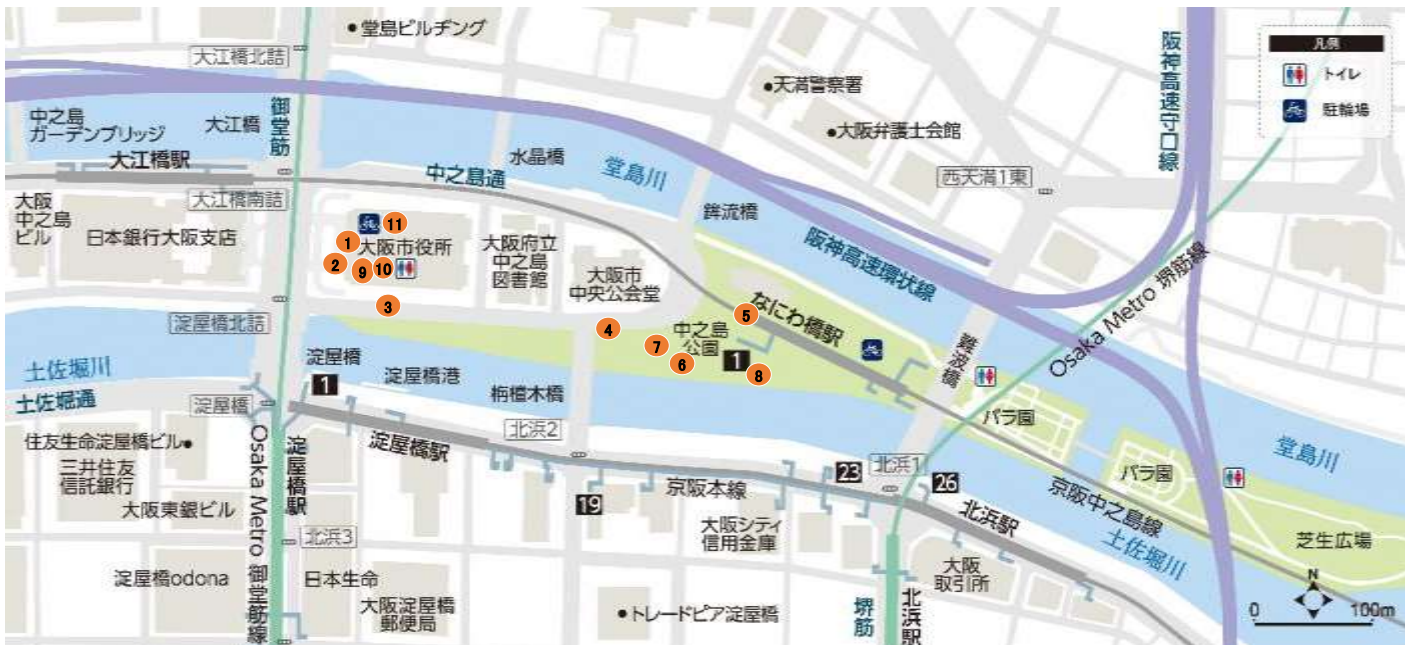 堂島ビルヂング
大江橋北詰
御堂筋
中之島
ガーデンブリッジ
大江橋
大江橋駅
大江橋南詰
大阪
中之島
ビル
日本銀行大阪支店
中之島通
水晶橋
堂島川
天満警察署
大阪弁護士会館
西天満1東
阪神高速守口線
凡例
トイレ
駐輪場
鉾流橋
阪神高速環状線
Osaka Metro 堺筋線
11
1
大阪市役所
2
9
10
3
大阪府立
中之島
図書館
大阪市
中央公会堂
4
5
なにわ橋駅
中之島
公園
7
6
1
8
難波橋
バラ園
バラ園
堂島川
芝生広場
淀屋橋北詰
土佐堀川
土佐堀通
淀屋橋
淀屋橋
1
淀屋橋港
栴檀木橋
北浜2
淀屋橋駅
住友生命淀屋橋ビル
三井住友
信託銀行
大阪東銀ビル
Osaka Metro 御堂筋線
淀屋橋駅
北浜3
淀屋橋odona
日本生命
大阪淀屋橋
郵便局
19
京阪本線
23
北浜1
26
北浜駅
大阪シティ
信用金庫
トレードピア淀屋橋
堺筋
北浜駅
大阪
取引所
京阪中之島線
土佐堀川
N
0
100m